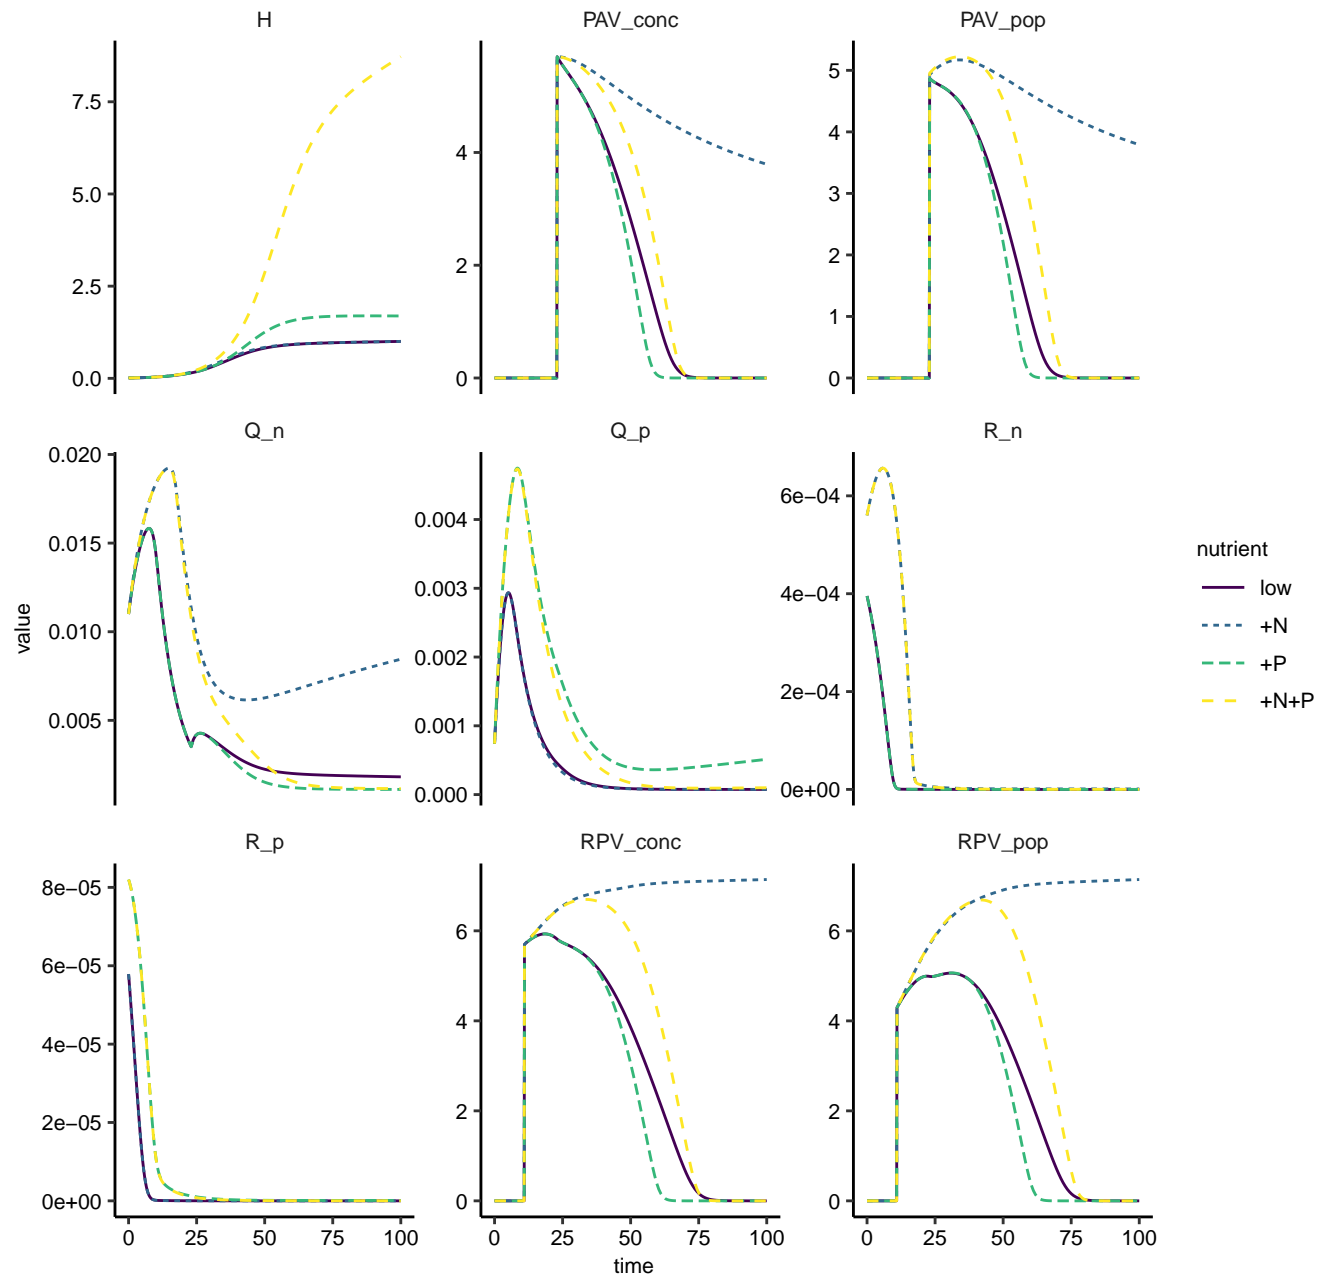 H
PAV_conc
PAV_pop
7.5
5.0
2.5
0.0
4
2
0
5
4
3
2
1
0
Q_n
Q_p
R_n
0.020
0.015
0.010
0.005
0.004
0.003
0.002
0.001
0.000
6e−04
4e−04
2e−04
0e+00
R_p
RPV_conc
RPV_pop
8e−05
6e−05
4e−05
2e−05
0e+00
6
4
2
0
6
4
2
0
0 25 50 75 100
0 25 50 75 100
0 25 50 75 100
time
value
nutrient
low
+N
+P
+N+P